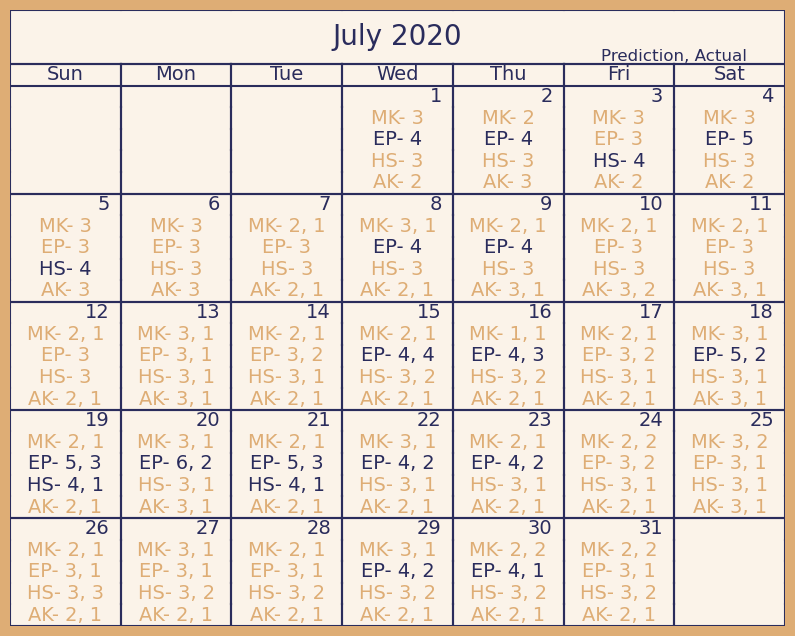 July 2020
Prediction, Actual
Sun Mon Tue Wed Thu Fri Sat
1 2 3 4
MK- 3 MK- 2 MK- 3 MK- 3
EP- 4 EP- 4 EP- 3 EP- 5
HS- 3 HS- 3 HS- 4 HS- 3
AK- 2 AK- 3 AK- 2 AK- 2
5 6 7 8 9 10 11
MK- 3 MK- 3 MK- 2, 1 MK- 3, 1 MK- 2, 1 MK- 2, 1 MK- 2, 1
EP- 3 EP- 3 EP- 3 EP- 4 EP- 4 EP- 3 EP- 3
HS- 4 HS- 3 HS- 3 HS- 3 HS- 3 HS- 3 HS- 3
AK- 3 AK- 3 AK- 2, 1 AK- 2, 1 AK- 3, 1 AK- 3, 2 AK- 3, 1
12 13 14 15 16 17 18
MK- 2, 1 MK- 3, 1 MK- 2, 1 MK- 2, 1 MK- 1, 1 MK- 2, 1 MK- 3, 1
EP- 3 EP- 3, 1 EP- 3, 2 EP- 4, 4 EP- 4, 3 EP- 3, 2 EP- 5, 2
HS- 3 HS- 3, 1 HS- 3, 1 HS- 3, 2 HS- 3, 2 HS- 3, 1 HS- 3, 1
AK- 2, 1 AK- 3, 1 AK- 2, 1 AK- 2, 1 AK- 2, 1 AK- 2, 1 AK- 3, 1
19 20 21 22 23 24 25
MK- 2, 1 MK- 3, 1 MK- 2, 1 MK- 3, 1 MK- 2, 1 MK- 2, 2 MK- 3, 2
EP- 5, 3 EP- 6, 2 EP- 5, 3 EP- 4, 2 EP- 4, 2 EP- 3, 2 EP- 3, 1
HS- 4, 1 HS- 3, 1 HS- 4, 1 HS- 3, 1 HS- 3, 1 HS- 3, 1 HS- 3, 1
AK- 2, 1 AK- 3, 1 AK- 2, 1 AK- 2, 1 AK- 2, 1 AK- 2, 1 AK- 3, 1
26 27 28 29 30 31
MK- 2, 1 MK- 3, 1 MK- 2, 1 MK- 3, 1 MK- 2, 2 MK- 2, 2
EP- 3, 1 EP- 3, 1 EP- 3, 1 EP- 4, 2 EP- 4, 1 EP- 3, 1
HS- 3, 3 HS- 3, 2 HS- 3, 2 HS- 3, 2 HS- 3, 2 HS- 3, 2
AK- 2, 1 AK- 2, 1 AK- 2, 1 AK- 2, 1 AK- 2, 1 AK- 2, 1